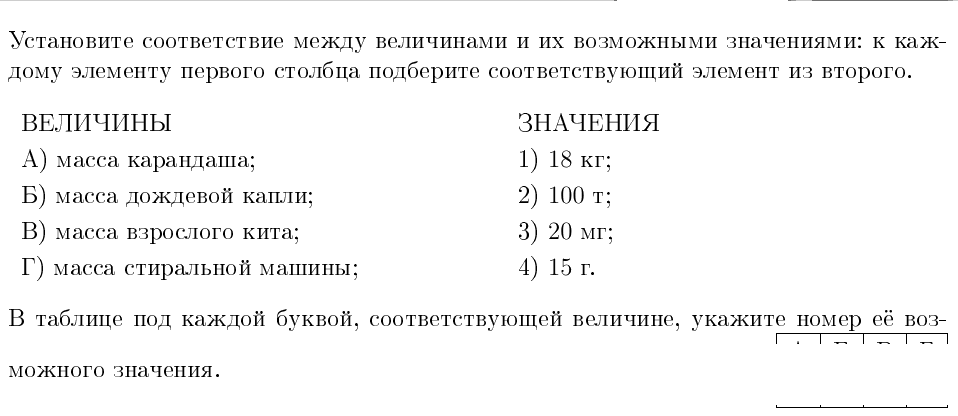 Установите соответствие между величинами и их возможными значениями: к каж-
дому элементу первого столбца подберите соответствующий элемент из второго.
ВЕЛИЧИНЫ
ЗНАЧЕНИЯ
А) масса карандаша;
1) 18 кг;
Б) масса дождевой капли;
2) 100 т;
В) масса взрослого кита;
3) 20 мг;
Г) масса стиральной машины;
4) 15 г.
В таблице под каждой буквой, соответствующей величине, укажите номер её воз-
можного значения.